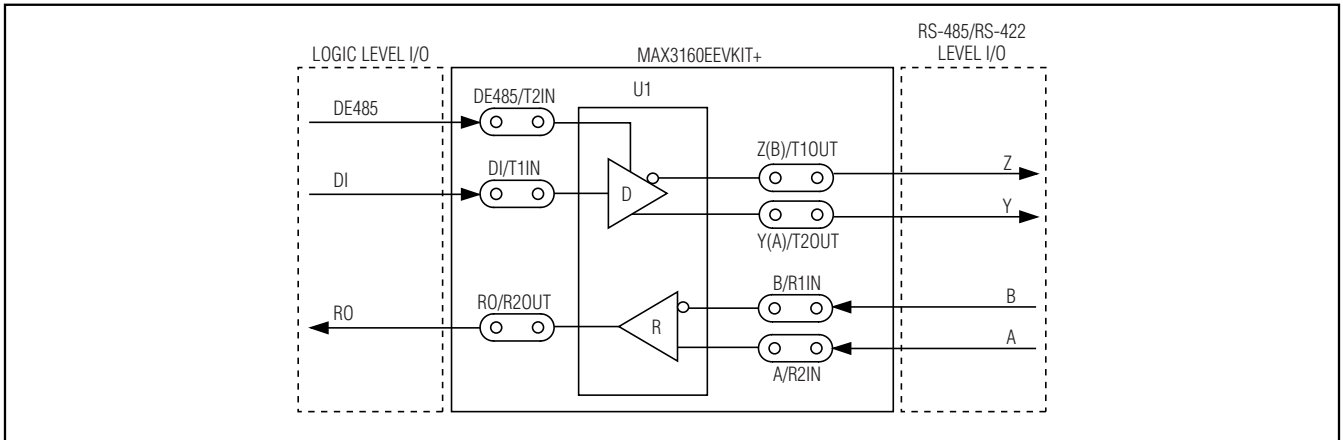 RS-485/RS-422
LEVEL I/O
LOGIC LEVEL I/O
MAX3160EEVKIT+
U1
DE485
DE485/T2IN
DI
DI/T1IN
D
Z(B)/T1OUT
Z
Y
Y(A)/T2OUT
RO
RO/R2OUT
R
B/R1IN
B
A
A/R2IN